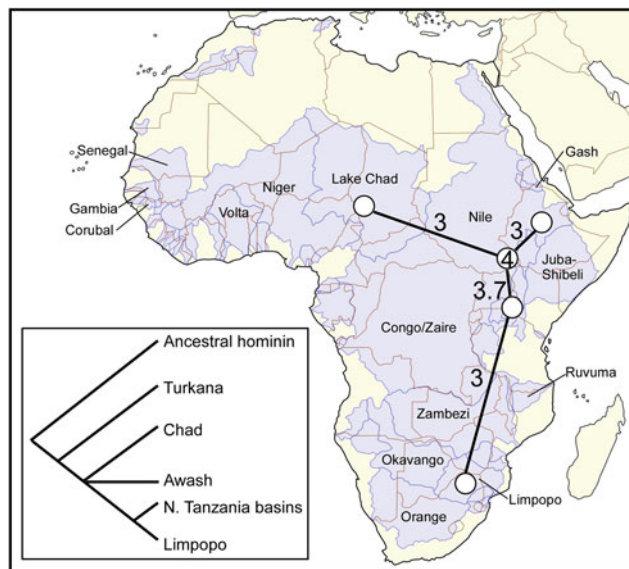 Senegal
Gambia
Corubal
Volta
Niger
Lake Chad
Nile
Gash
Juba-
Shibeli
3
3
4
3.7
3
Congo/Zaire
Zambezi
Ruvuma
Okavango
Limpopo
Orange
Ancestral hominin
Turkana
Chad
Awash
N. Tanzania basins
Limpopo